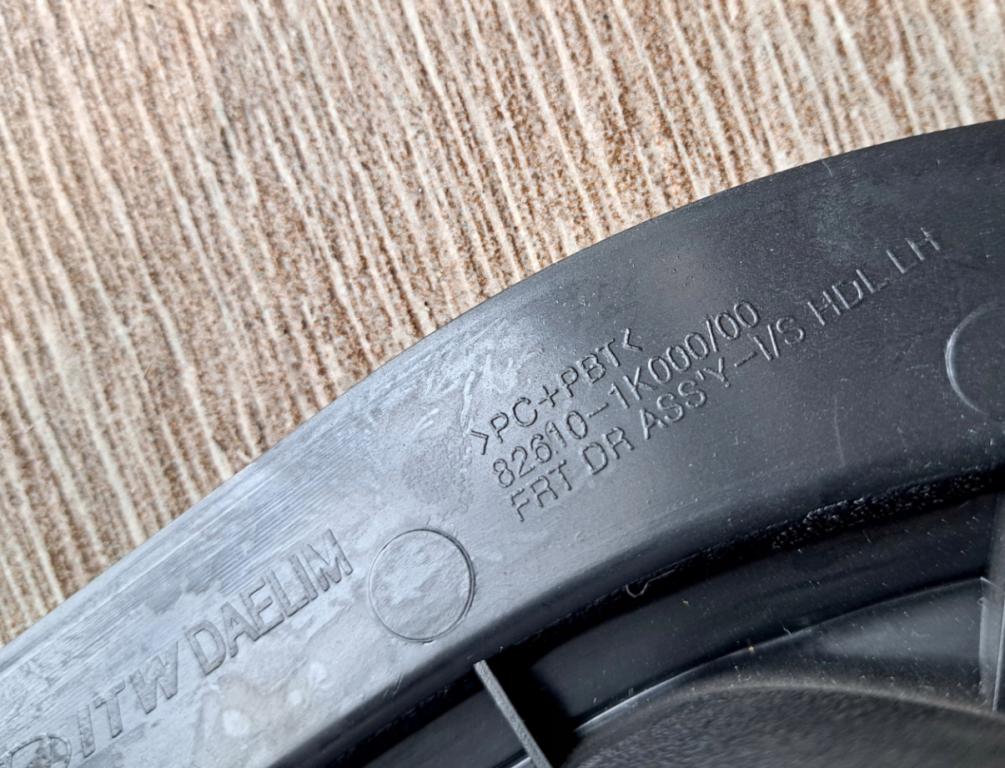 >PC+PBT<
82610-1K000/00
FRT DR ASS'Y-I/S HDL LH
ITW DAELIM